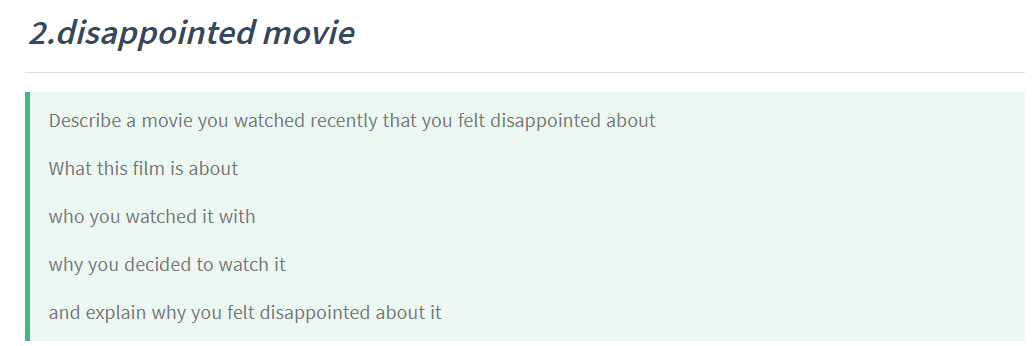 2.disappointed movie
Describe a movie you watched recently that you felt disappointed about
What this film is about
who you watched it with
why you decided to watch it
and explain why you felt disappointed about it